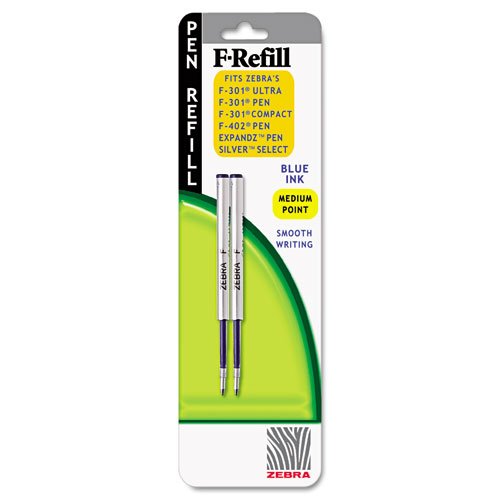 PEN REFILL
F-Refill
FITS ZEBRA'S
F-301® ULTRA
F-301® PEN
F-301® COMPACT
F-402® PEN
EXPANDZ™ PEN
SILVER™ SELECT
BLUE
INK
MEDIUM
POINT
SMOOTH
WRITING
ZEBRA F
ZEBRA F
ZEBRA